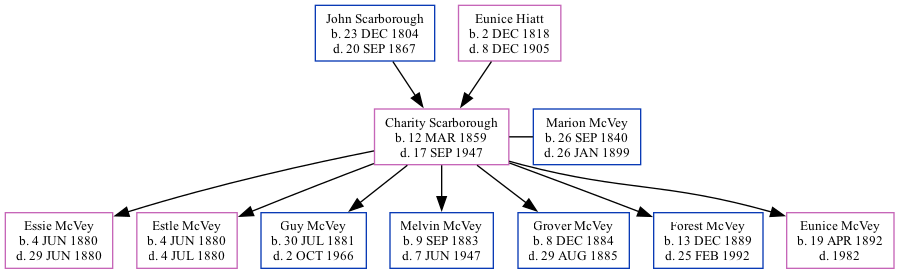 John Scarborough
b. 23 DEC 1804
d. 20 SEP 1867
Eunice Hiatt
b. 2 DEC 1818
d. 8 DEC 1905
Charity Scarborough
b. 12 MAR 1859
d. 17 SEP 1947
Marion McVey
b. 26 SEP 1840
d. 26 JAN 1899
Essie McVey
b. 4 JUN 1880
d. 29 JUN 1880
Estle McVey
b. 4 JUN 1880
d. 4 JUL 1880
Guy McVey
b. 30 JUL 1881
d. 2 OCT 1966
Melvin McVey
b. 9 SEP 1883
d. 7 JUN 1947
Grover McVey
b. 8 DEC 1884
d. 29 AUG 1885
Forest McVey
b. 13 DEC 1889
d. 25 FEB 1992
Eunice McVey
b. 19 APR 1892
d. 1982